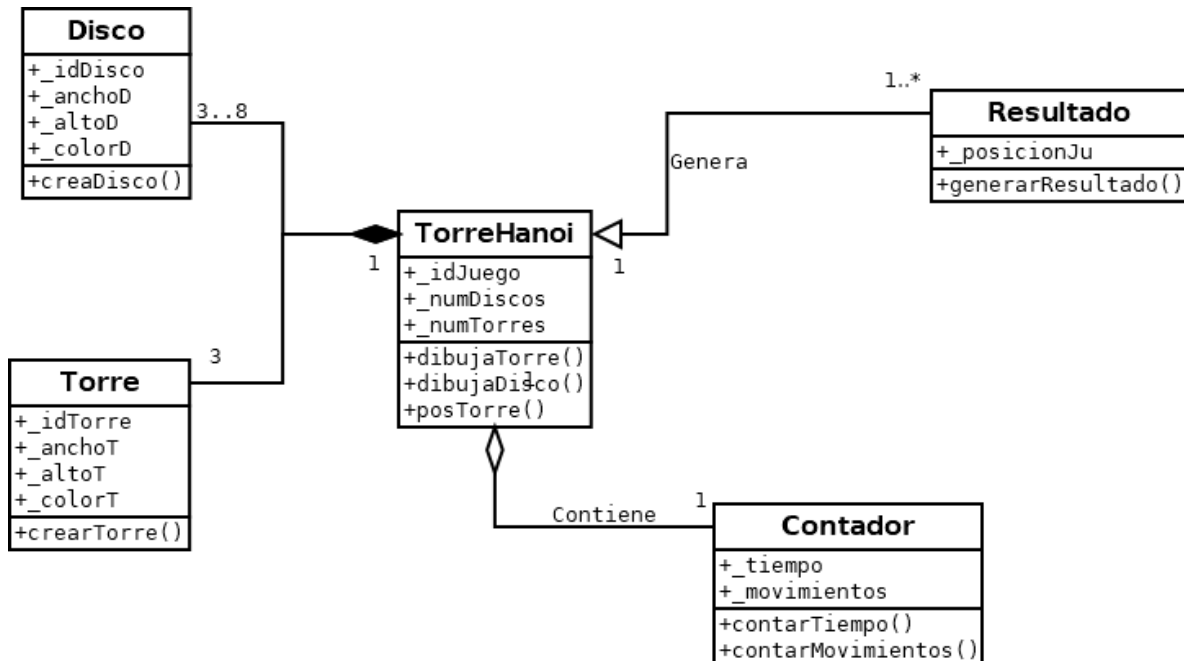 Disco
+_idDisco
+_anchoD
+_altoD
+_colorD
+creaDisco()
3..8
1..*
Resultado
+_posicionJu
+generarResultado()
Genera
TorreHanoi
+_idJuego
+_numDiscos
+_numTorres
+dibujaTorre()
+dibujaDisco()
+posTorre()
1
1
1
3
Torre
+_idTorre
+_anchoT
+_altoT
+_colorT
+crearTorre()
Contiene
1
Contador
+_tiempo
+_movimientos
+contarTiempo()
+contarMovimientos()